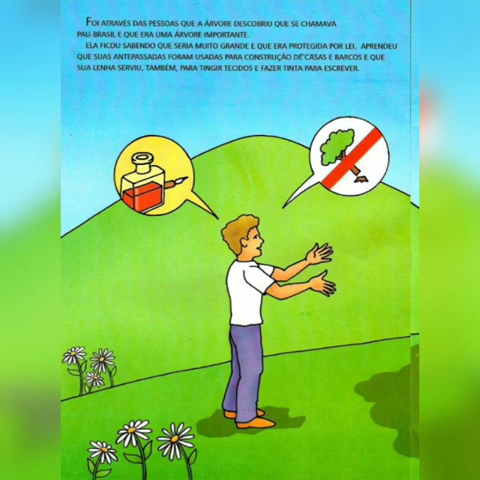 FOI ATRAVÉS DAS PESSOAS QUE A ÁRVORE DESCOBRIU QUE SE CHAMAVA
PAU-BRASIL E QUE ERA UMA ÁRVORE IMPORTANTE.
ELA FICOU SABENDO QUE SERIA MUITO GRANDE E QUE ERA PROTEGIDA POR LEI. APRENDEU
QUE SUAS ANTEPASSADAS FORAM USADAS PARA CONSTRUÇÃO DE CASAS E BARCOS E QUE
SUA LENHA SERVIU, TAMBÉM, PARA TINGIR TECIDOS E FAZER TINTA PARA ESCREVER.